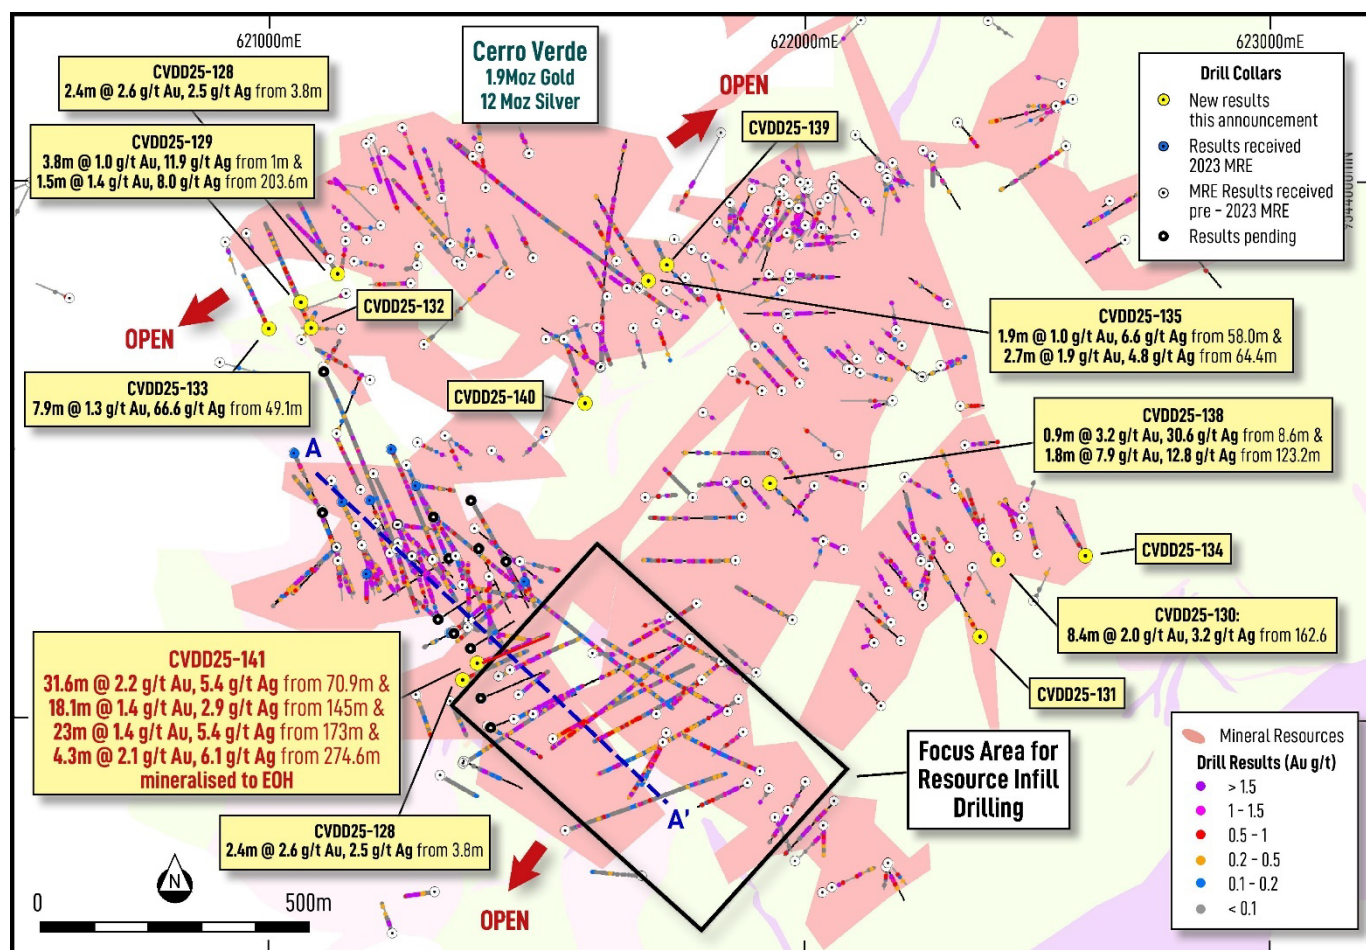 621000mE
622000mE
623000mE
CVDD25-128
2.4m @ 2.6 g/t Au, 2.5 g/t Ag from 3.8m
CVDD25-129
3.8m @ 1.0 g/t Au, 11.9 g/t Ag from 1m &
1.5m @ 1.4 g/t Au, 8.0 g/t Ag from 203.6m
Cerro Verde
1.9Moz Gold
12 Moz Silver
OPEN
CVDD25-139
Drill Collars
New results
this announcement
Results received
2023 MRE
MRE Results received
pre - 2023 MRE
Results pending
OPEN
CVDD25-132
CVDD25-133
7.9m @ 1.3 g/t Au, 66.6 g/t Ag from 49.1m
CVDD25-140
CVDD25-135
1.9m @ 1.0 g/t Au, 6.6 g/t Ag from 58.0m &
2.7m @ 1.9 g/t Au, 4.8 g/t Ag from 64.4m
CVDD25-138
0.9m @ 3.2 g/t Au, 30.6 g/t Ag from 8.6m &
1.8m @ 7.9 g/t Au, 12.8 g/t Ag from 123.2m
A
CVDD25-134
CVDD25-130:
8.4m @ 2.0 g/t Au, 3.2 g/t Ag from 162.6
CVDD25-131
CVDD25-141
31.6m @ 2.2 g/t Au, 5.4 g/t Ag from 70.9m &
18.1m @ 1.4 g/t Au, 2.9 g/t Ag from 145m &
23m @ 1.4 g/t Au, 5.4 g/t Ag from 173m &
4.3m @ 2.1 g/t Au, 6.1 g/t Ag from 274.6m
mineralised to EOH
Focus Area for
Resource Infill
Drilling
A'
CVDD25-128
2.4m @ 2.6 g/t Au, 2.5 g/t Ag from 3.8m
OPEN
N
0
500m
Mineral Resources
Drill Results (Au g/t)
> 1.5
1 - 1.5
0.5 - 1
0.2 - 0.5
0.1 - 0.2
< 0.1